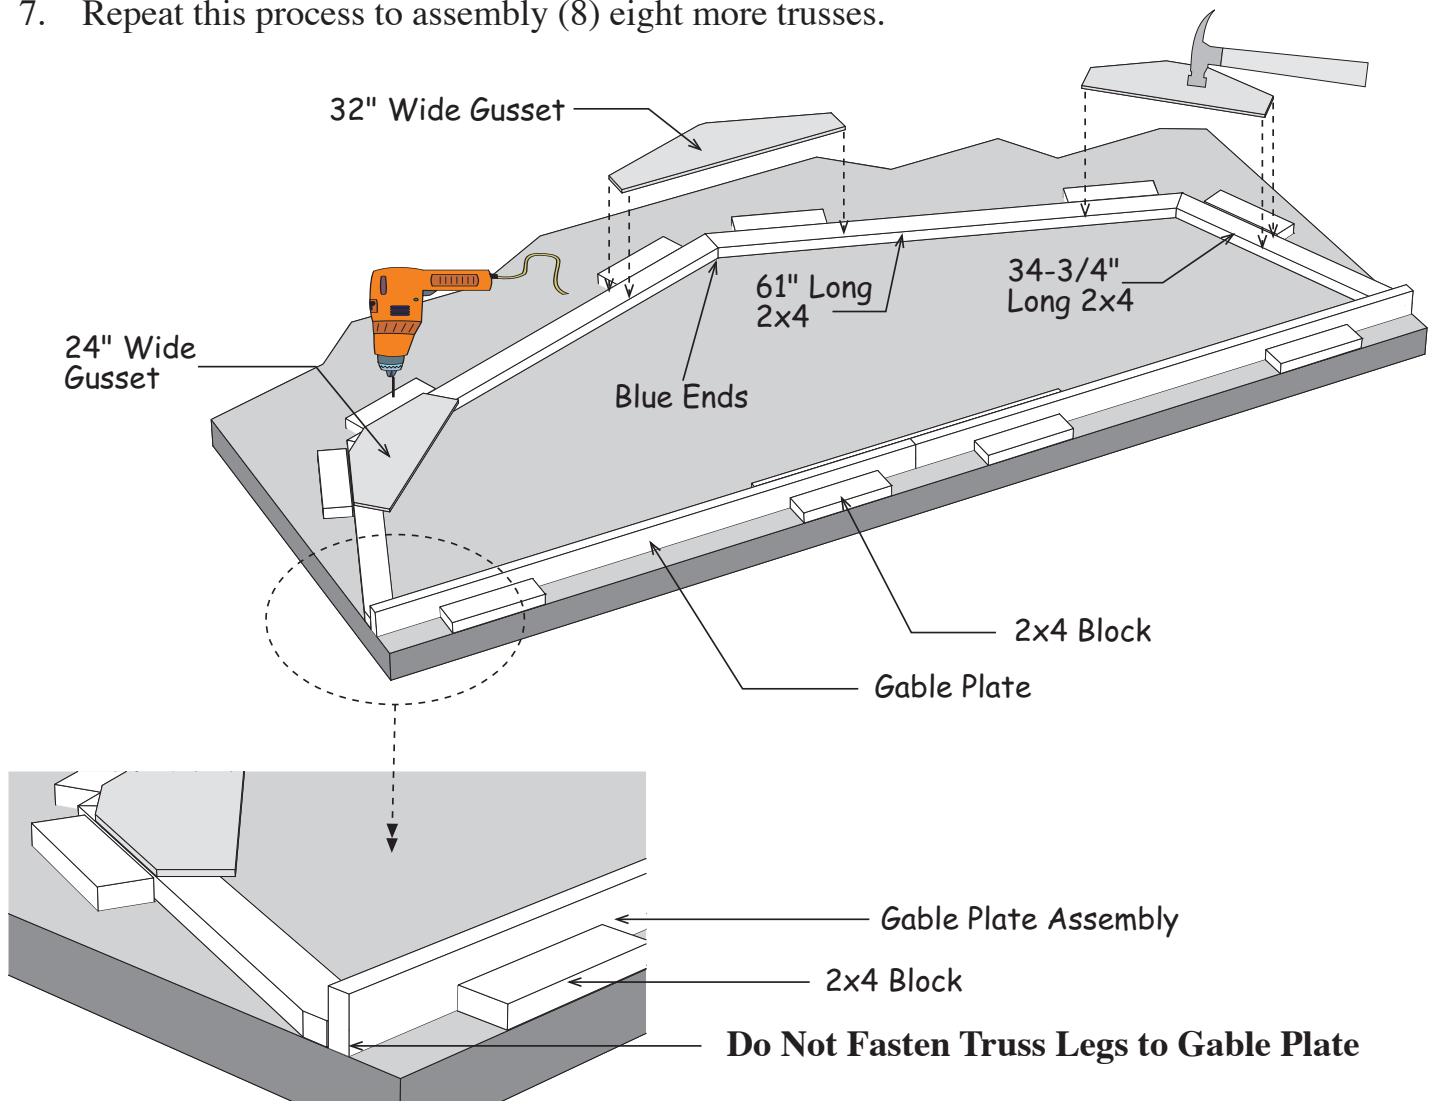 7. Repeat this process to assembly (8) eight more trusses.
32" Wide Gusset
61" Long
2x4
34-3/4"
Long 2x4
24" Wide
Gusset
Blue Ends
2x4 Block
Gable Plate
Gable Plate Assembly
2x4 Block
Do Not Fasten Truss Legs to Gable Plate